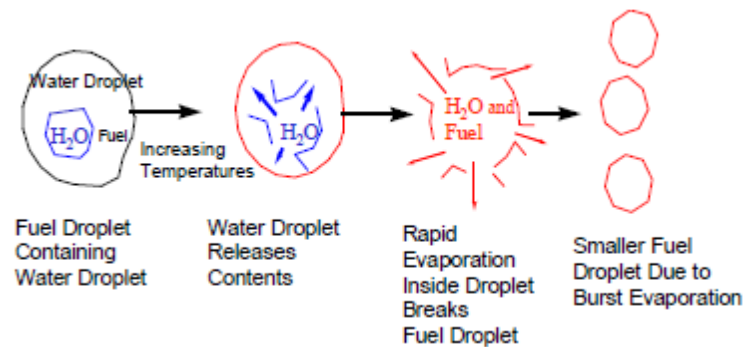 Water Droplet
H₂O Fuel
Increasing
Temperatures
H₂O
H₂O and
Fuel
Fuel Droplet
Containing
Water Droplet
Water Droplet
Releases
Contents
Rapid
Evaporation
Inside Droplet
Breaks
Fuel Droplet
Smaller Fuel
Droplet Due to
Burst Evaporation